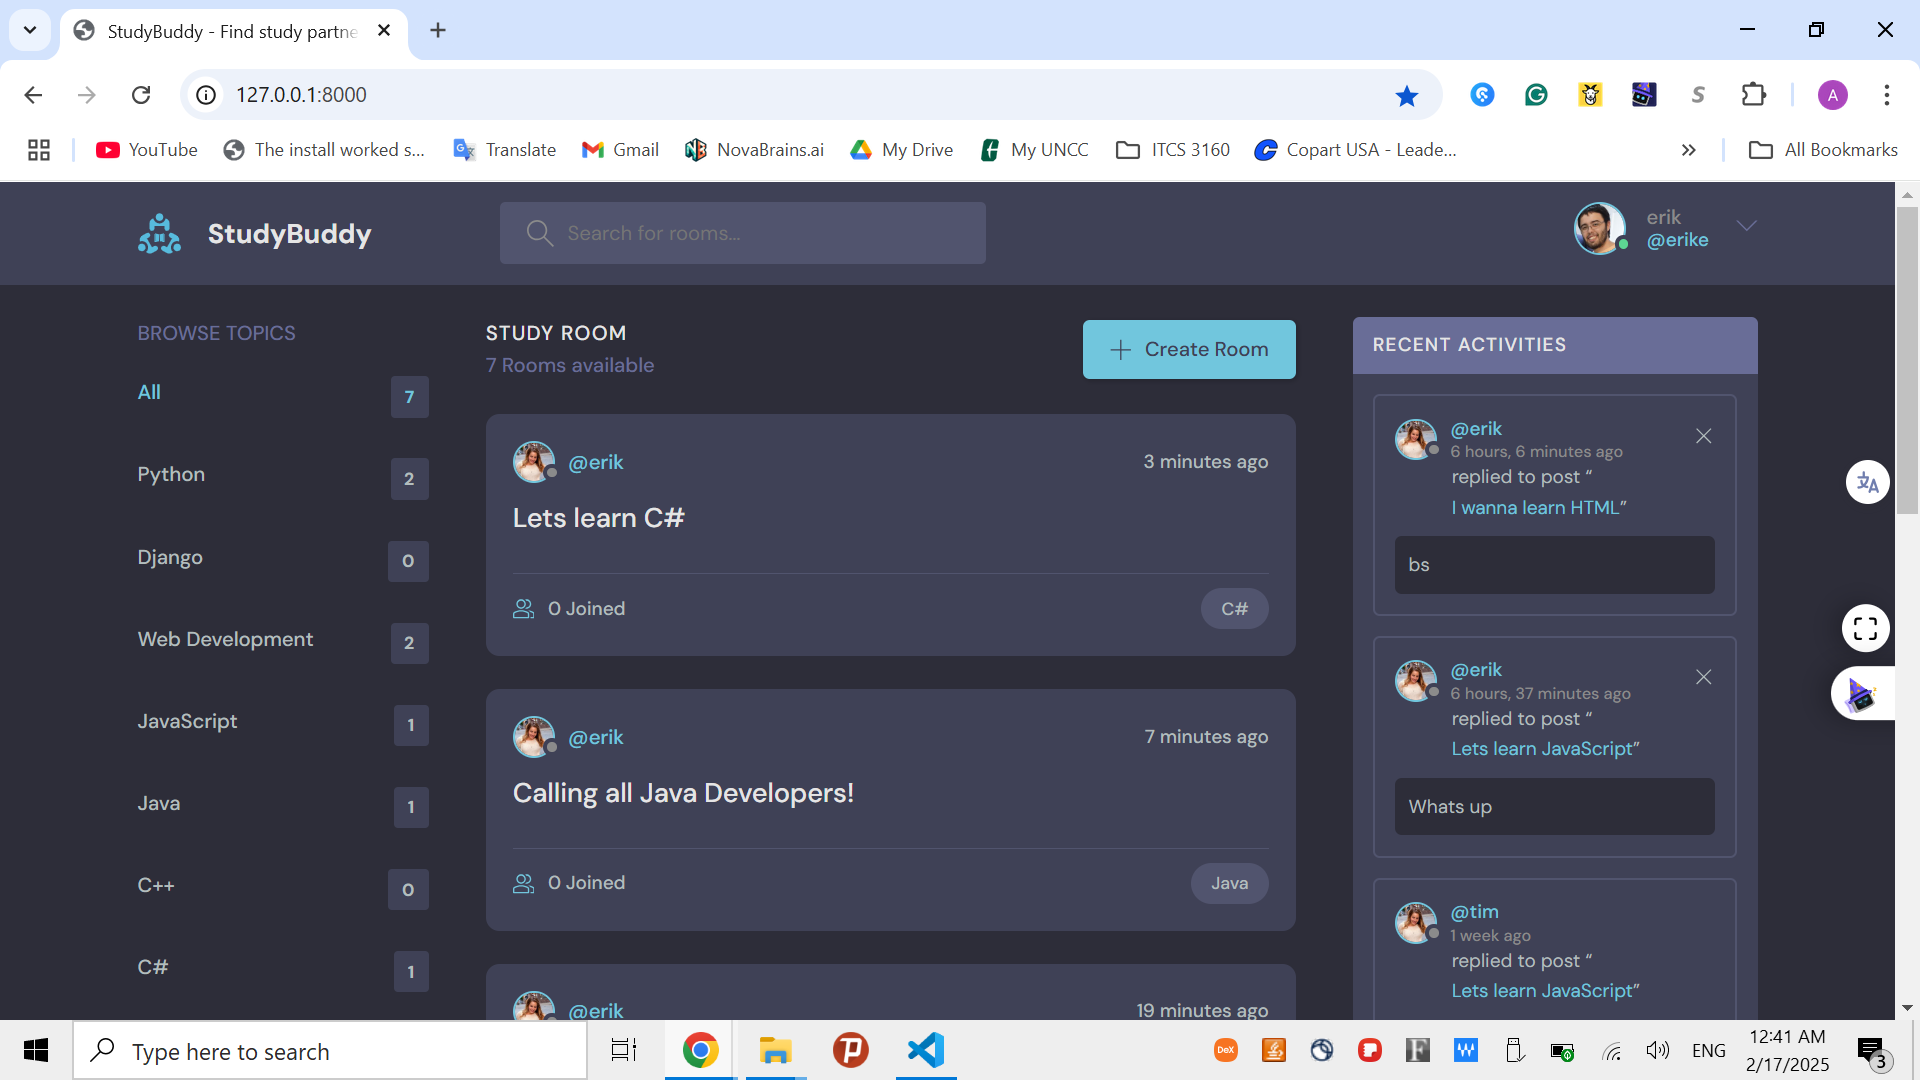 StudyBuddy - Find study partne
127.0.0.1:8000
A
YouTube
The install worked s...
Translate
Gmail
NovaBrains.ai
My Drive
My UNCC
ITCS 3160
Copart USA - Leade...
All Bookmarks
StudyBuddy
Search for rooms...
erik
@erike
BROWSE TOPICS
All
7
Python
2
Django
0
Web Development
2
JavaScript
1
Java
1
C++
0
C#
1
STUDY ROOM
7 Rooms available
Create Room
@erik
3 minutes ago
Lets learn C#
0 Joined
C#
@erik
7 minutes ago
Calling all Java Developers!
0 Joined
Java
@erik
19 minutes ago
RECENT ACTIVITIES
@erik
6 hours, 6 minutes ago
replied to post “
I wanna learn HTML”
bs
@erik
6 hours, 37 minutes ago
replied to post “
Lets learn JavaScript”
Whats up
@tim
1 week ago
replied to post “
Lets learn JavaScript”
Type here to search
DeX
ENG
12:41 AM
2/17/2025
3